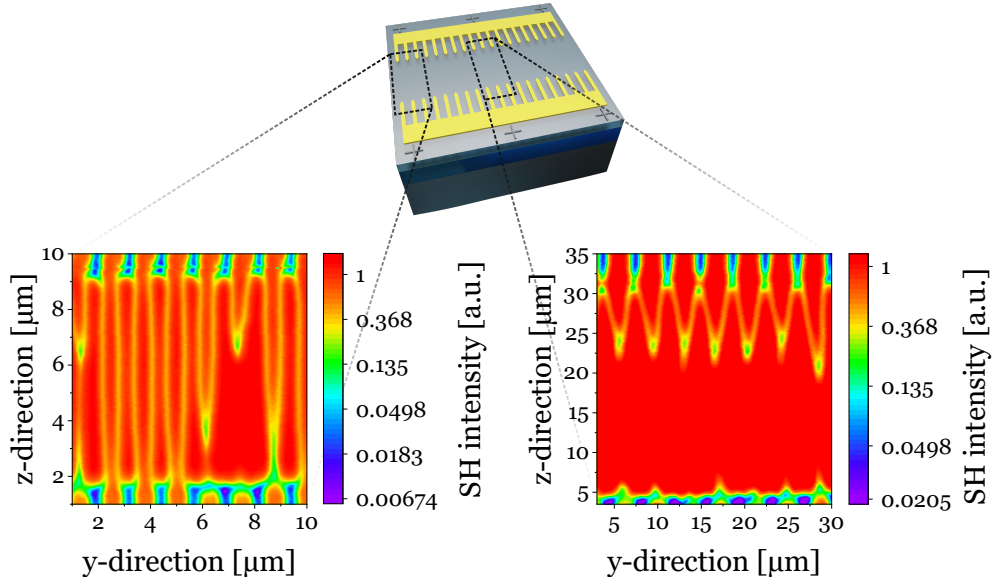 10
8
6
4
2
z-direction [µm]
2 4 6 8 10
y-direction [µm]
1
0.368
0.135
0.0498
0.0183
0.00674
SH intensity [a.u.]
35
30
25
20
15
10
5
z-direction [µm]
5 10 15 20 25 30
y-direction [µm]
1
0.368
0.135
0.0498
0.0205
SH intensity [a.u.]